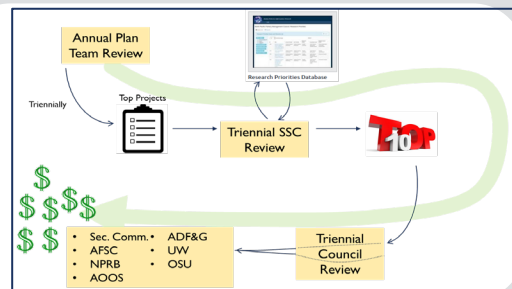 Annual Plan
Team Review
Research Priorities Database
Triennially
Top Projects
Triennial SSC
Review
TOP
10
• Sec. Comm.
• AFSC
• NPRB
• AOOS
• ADF&G
• UW
• OSU
Triennial
Council
Review
$
$ $ $ $
$ $